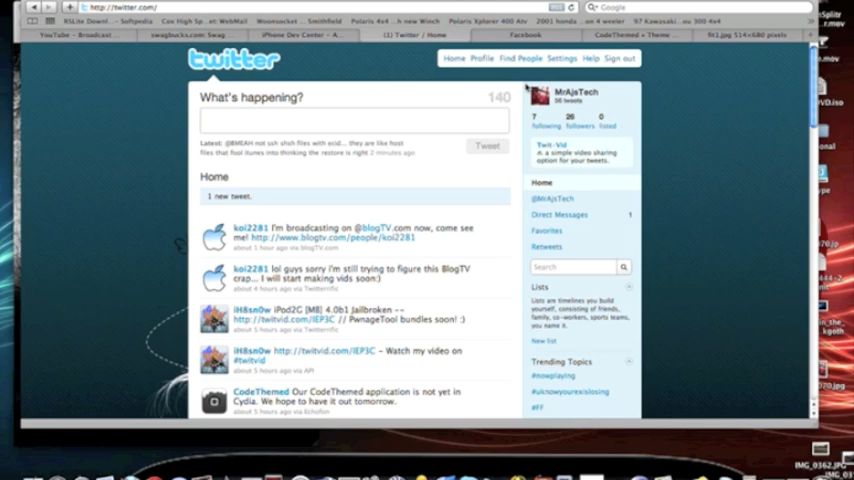 http://twitter.com/
Google
RSLite Down...- Softpedia
Cox High Sp...et WebMail
Woonsocket ... Smithfield
Polaris 4x4 ...h new Winch
Polaris Xplorer 400 Atv
2001 honda ...on 4 weeler
97 Kawasaki...ou 300 4x4
YouTube - Broadcast ...
swagbucks.com: Swag...
iPhone Dev Center - A...
(1) Twitter / Home
Facebook
CodeThemed • Theme ...
fit1.jpg 514×680 pixels
twitter
Home Profile Find People Settings Help Sign out
What's happening?
140
Latest: @BMEAH not ssh shsh files with ecid... they are like host
files that fool itunes into thinking the restore is right 2 minutes ago
Tweet
Home
1 new tweet.
koi2281 I'm broadcasting on @blogTV.com now, come see
me! http://www.blogtv.com/people/koi2281
about 1 hour ago via blogTV.com
koi2281 lol guys sorry i'm still trying to figure this BlogTV
crap... I will start making vids soon:)
about 4 hours ago via Twitterrific
iH8sn0w iPod2G [MB] 4.0b1 Jailbroken --
http://twitvid.com/IEP3C // PwnageTool bundles soon! :)
about 5 hours ago via Twitterrific
iH8sn0w http://twitvid.com/IEP3C - Watch my video on
#twitvid
about 5 hours ago via API
CodeThemed Our CodeThemed application is not yet in
Cydia. We hope to have it out tomorrow.
about 5 hours ago via Echofon
MrAjsTech
56 tweets
7 26 0
following followers listed
Twit-Vid
n. a simple video sharing
option for your tweets.
Home
@MrAjsTech
Direct Messages 1
Favorites
Retweets
Search
Lists
Lists are timelines you build
yourself, consisting of friends,
family, co-workers, sports teams,
you name it.
New list
Trending Topics
#nowplaying
#uknowyourexislosing
#FF
IMG_0362.JPG